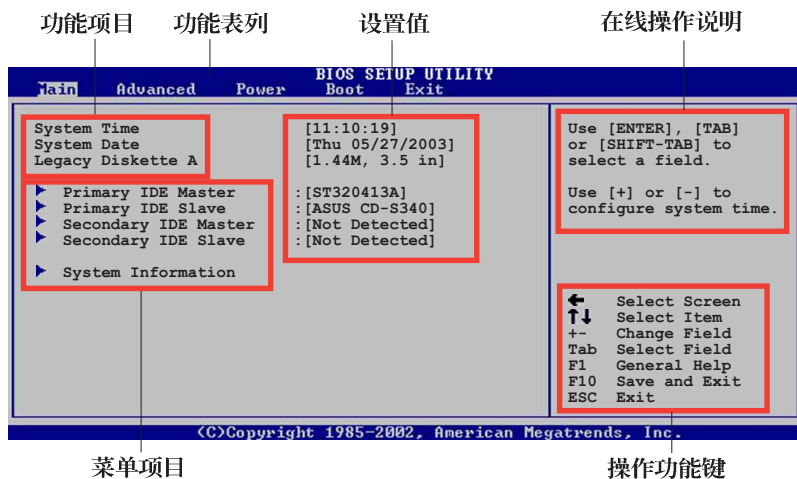 功能项目 功能表列 设置值 在线操作说明
BIOS SETUP UTILITY
Main Advanced Power Boot Exit
System Time [11:10:19]
System Date [Thu 05/27/2003]
Legacy Diskette A [1.44M, 3.5 in]
Primary IDE Master :[ST320413A]
Primary IDE Slave :[ASUS CD-S340]
Secondary IDE Master :[Not Detected]
Secondary IDE Slave :[Not Detected]
System Information
Use [ENTER], [TAB]
or [SHIFT-TAB] to
select a field.
Use [+] or [-] to
configure system time.
← Select Screen
↑↓ Select Item
+- Change Field
Tab Select Field
F1 General Help
F10 Save and Exit
ESC Exit
(C)Copyright 1985-2002, American Megatrends, Inc.
菜单项目 操作功能键